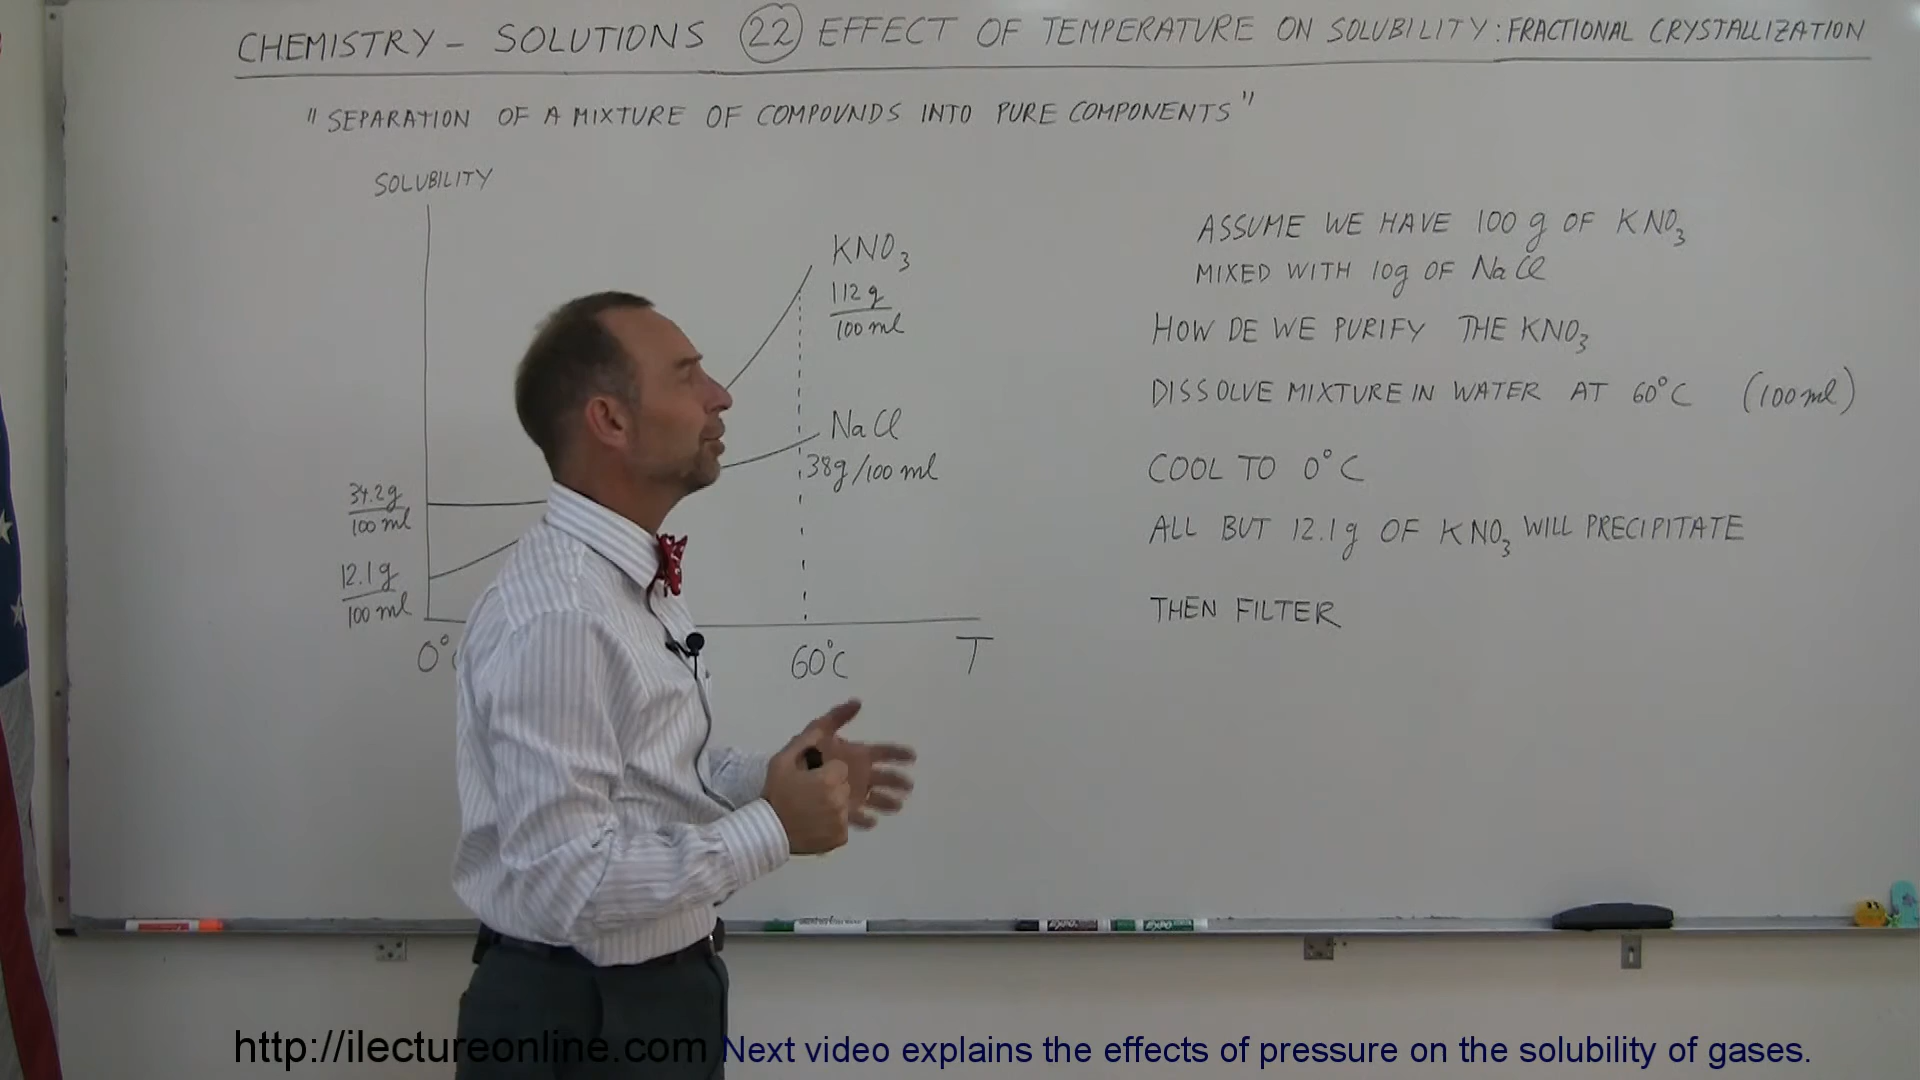 CHEMISTRY - SOLUTIONS 22 EFFECT OF TEMPERATURE ON SOLUBILITY: FRACTIONAL CRYSTALLIZATION
"SEPARATION OF A MIXTURE OF COMPOUNDS INTO PURE COMPONENTS"
SOLUBILITY
KNO3
112 g
100 ml
NaCl
38g/100 ml
34.2g
100 ml
12.1g
100 ml
0°
60°C
T
ASSUME WE HAVE 100 g OF KNO3
MIXED WITH 10g OF NaCl
HOW DE WE PURIFY THE KNO3
DISSOLVE MIXTURE IN WATER AT 60°C (100 ml)
COOL TO 0°C
ALL BUT 12.1g OF KNO3 WILL PRECIPITATE
THEN FILTER
EXPO
http://ilectureonline.com Next video explains the effects of pressure on the solubility of gases.